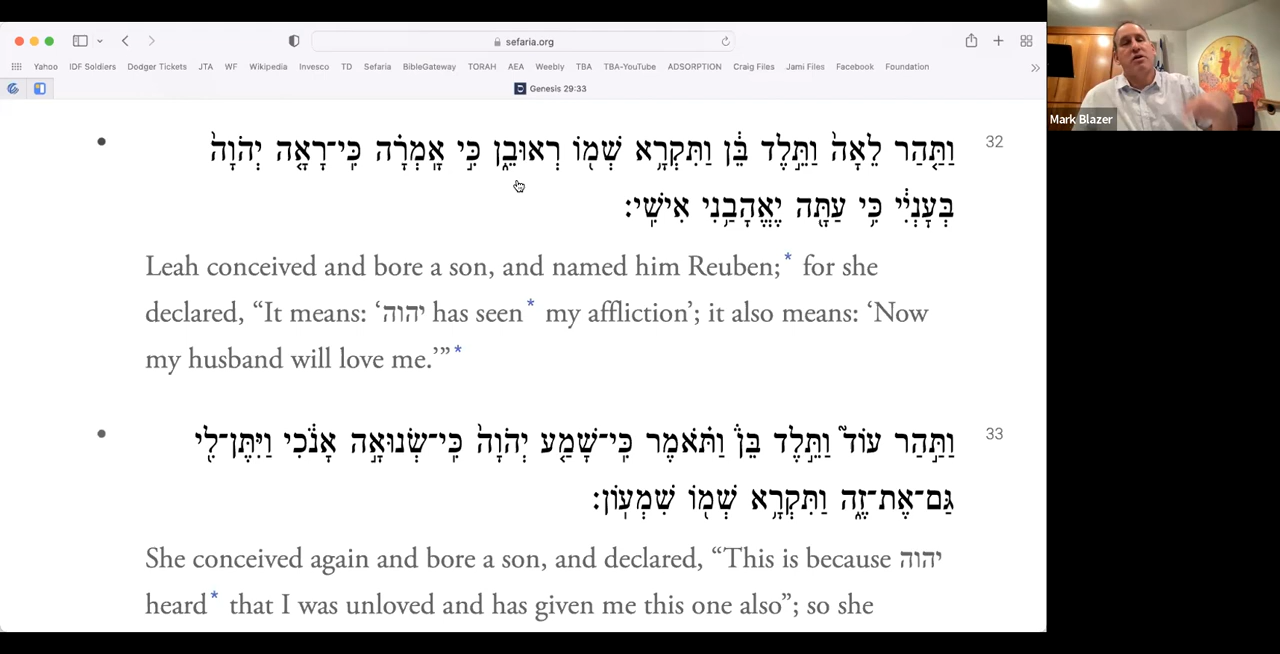 sefaria.org
Yahoo IDF Soldiers Dodger Tickets JTA WF Wikipedia Invesco TD Sefaria BibleGateway TORAH AEA Weebly TBA TBA-YouTube ADSORPTION Craig Files Jami Files Facebook Foundation
Genesis 29:33
Mark Blazer
32
וַתַּ֤הַר לֵאָה֙ וַתֵּ֣לֶד בֵּ֔ן וַתִּקְרָ֥א שְׁמ֖וֹ רְאוּבֵ֑ן כִּ֣י אָֽמְרָ֗ה כִּֽי־רָאָ֤ה יְהֹוָה֙
בְּעׇנְיִ֔י כִּ֥י עַתָּ֖ה יֶאֱהָבַ֥נִי אִישִֽׁי׃
Leah conceived and bore a son, and named him Reuben;* for she
declared, “It means: ‘יהוה has seen* my affliction’; it also means: ‘Now
my husband will love me.’”*
33
וַתַּ֣הַר עוֹד֮ וַתֵּ֣לֶד בֵּן֒ וַתֹּ֗אמֶר כִּֽי־שָׁמַ֤ע יְהֹוָה֙ כִּֽי־שְׂנוּאָ֣ה אָנֹ֔כִי וַיִּתֶּן־לִ֖י
גַּם־אֶת־זֶ֑ה וַתִּקְרָ֥א שְׁמ֖וֹ שִׁמְעֽוֹן׃
She conceived again and bore a son, and declared, “This is because יהוה
heard* that I was unloved and has given me this one also”; so she